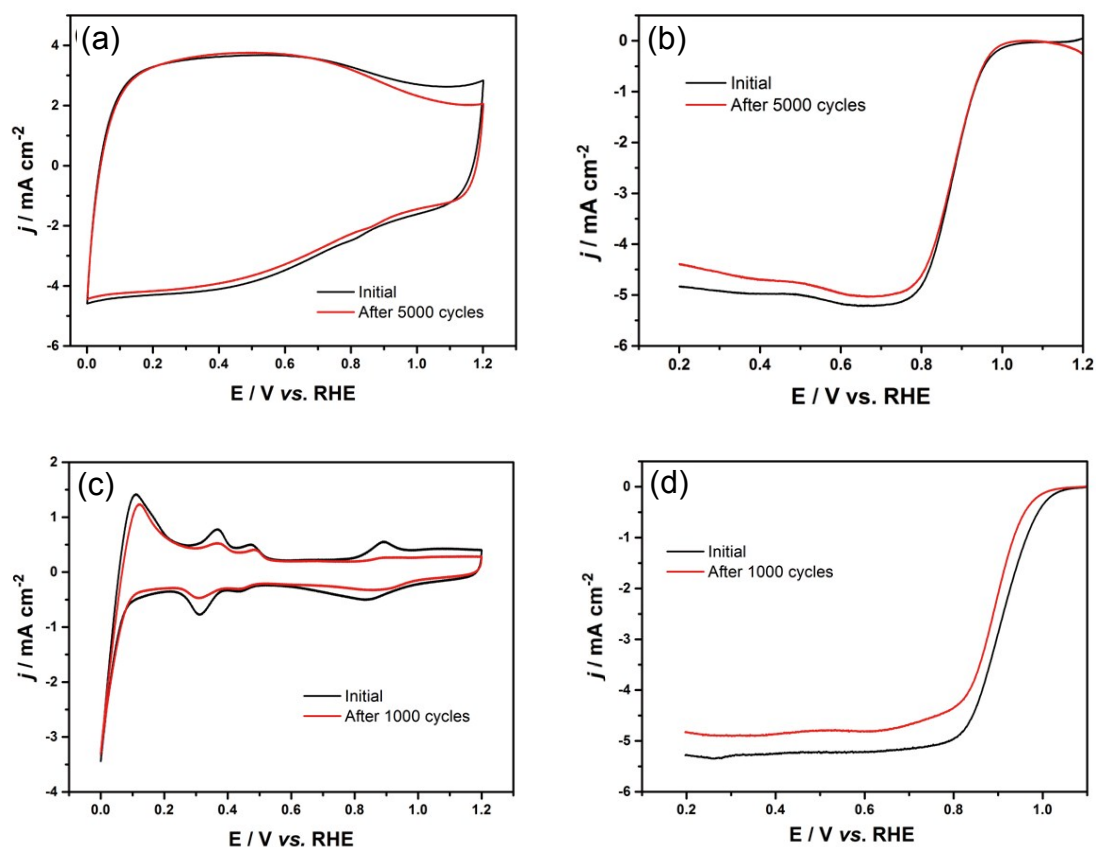 (a)
4
2
0
-2
-4
-6
j / mA cm-2
Initial
After 5000 cycles
0.0 0.2 0.4 0.6 0.8 1.0 1.2
E / V vs. RHE
(b)
0
-1
-2
-3
-4
-5
-6
j / mA cm-2
Initial
After 5000 cycles
0.2 0.4 0.6 0.8 1.0 1.2
E / V vs. RHE
(c)
2
1
0
-1
-2
-3
-4
j / mA cm-2
Initial
After 1000 cycles
0.0 0.2 0.4 0.6 0.8 1.0 1.2
E / V vs. RHE
(d)
0
-1
-2
-3
-4
-5
-6
j / mA cm-2
Initial
After 1000 cycles
0.2 0.4 0.6 0.8 1.0
E / V vs. RHE